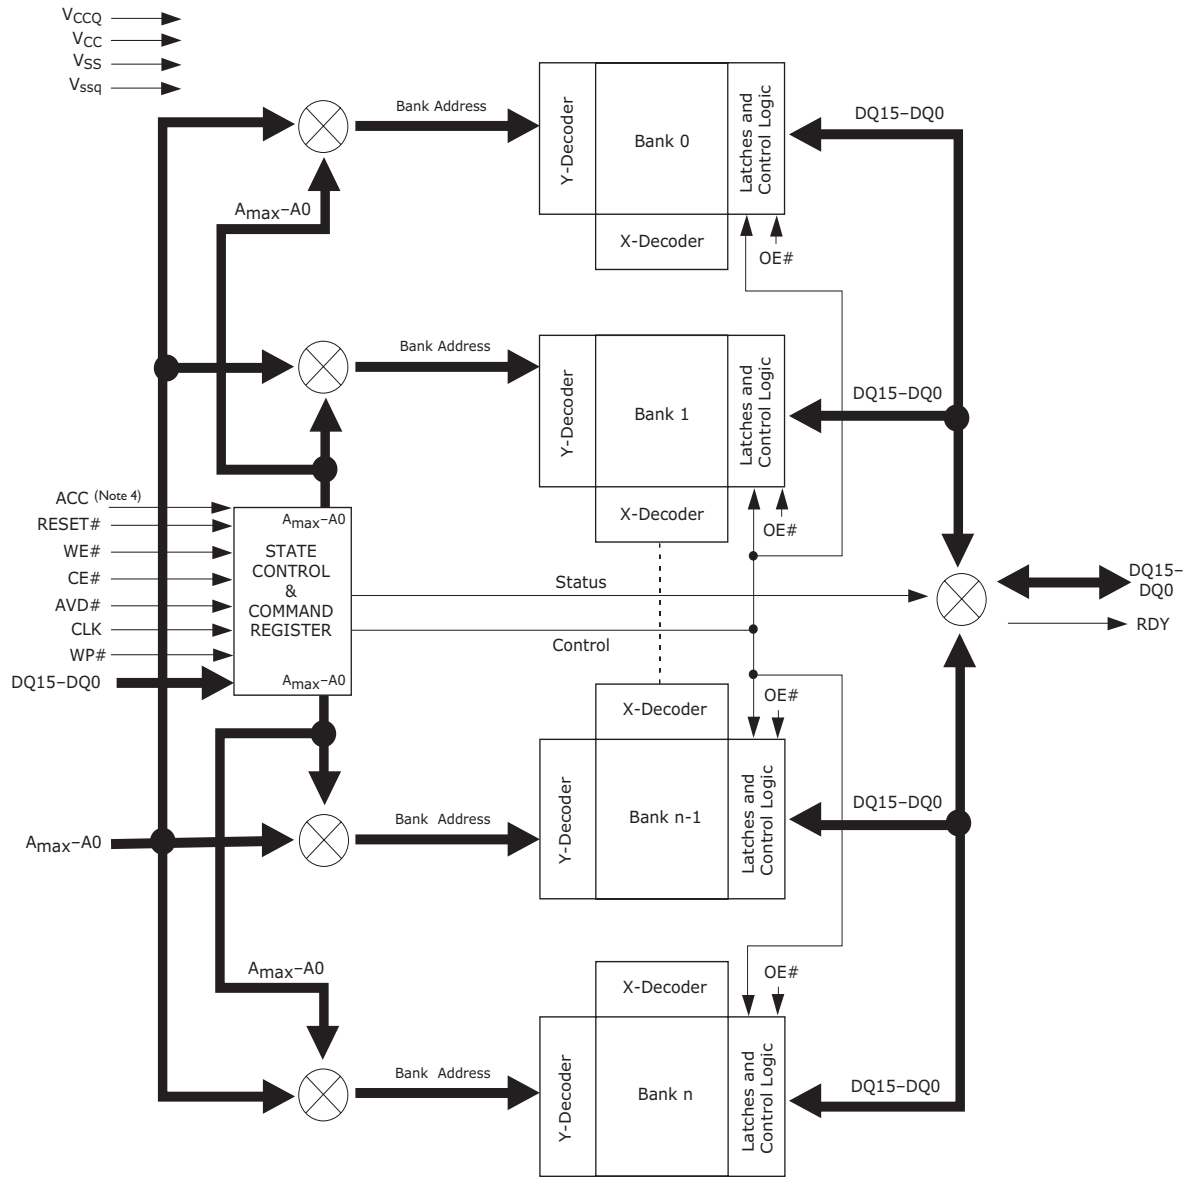 VCCQ
VCC
VSS
Vssq
Bank Address
Y-Decoder
Bank 0
Latches and
Control Logic
X-Decoder
OE#
DQ15–DQ0
Amax–A0
Bank Address
Y-Decoder
Bank 1
Latches and
Control Logic
X-Decoder
OE#
DQ15–DQ0
ACC (Note 4)
RESET#
WE#
CE#
AVD#
CLK
WP#
DQ15–DQ0
Amax–A0
STATE
CONTROL
&
COMMAND
REGISTER
Amax–A0
Status
Control
DQ15–
DQ0
RDY
X-Decoder
OE#
Amax–A0
Bank Address
Y-Decoder
Bank n-1
Latches and
Control Logic
DQ15–DQ0
Amax–A0
X-Decoder
OE#
Bank Address
Y-Decoder
Bank n
Latches and
Control Logic
DQ15–DQ0